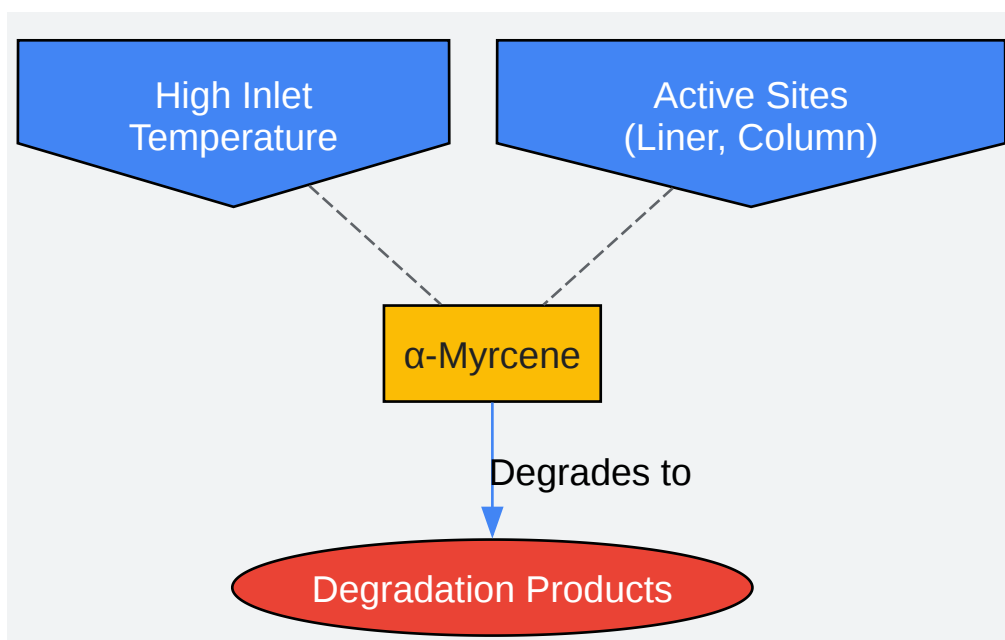 High Inlet
Temperature
Active Sites
(Liner, Column)
α-Myrcene
Degrades to
Degradation Products